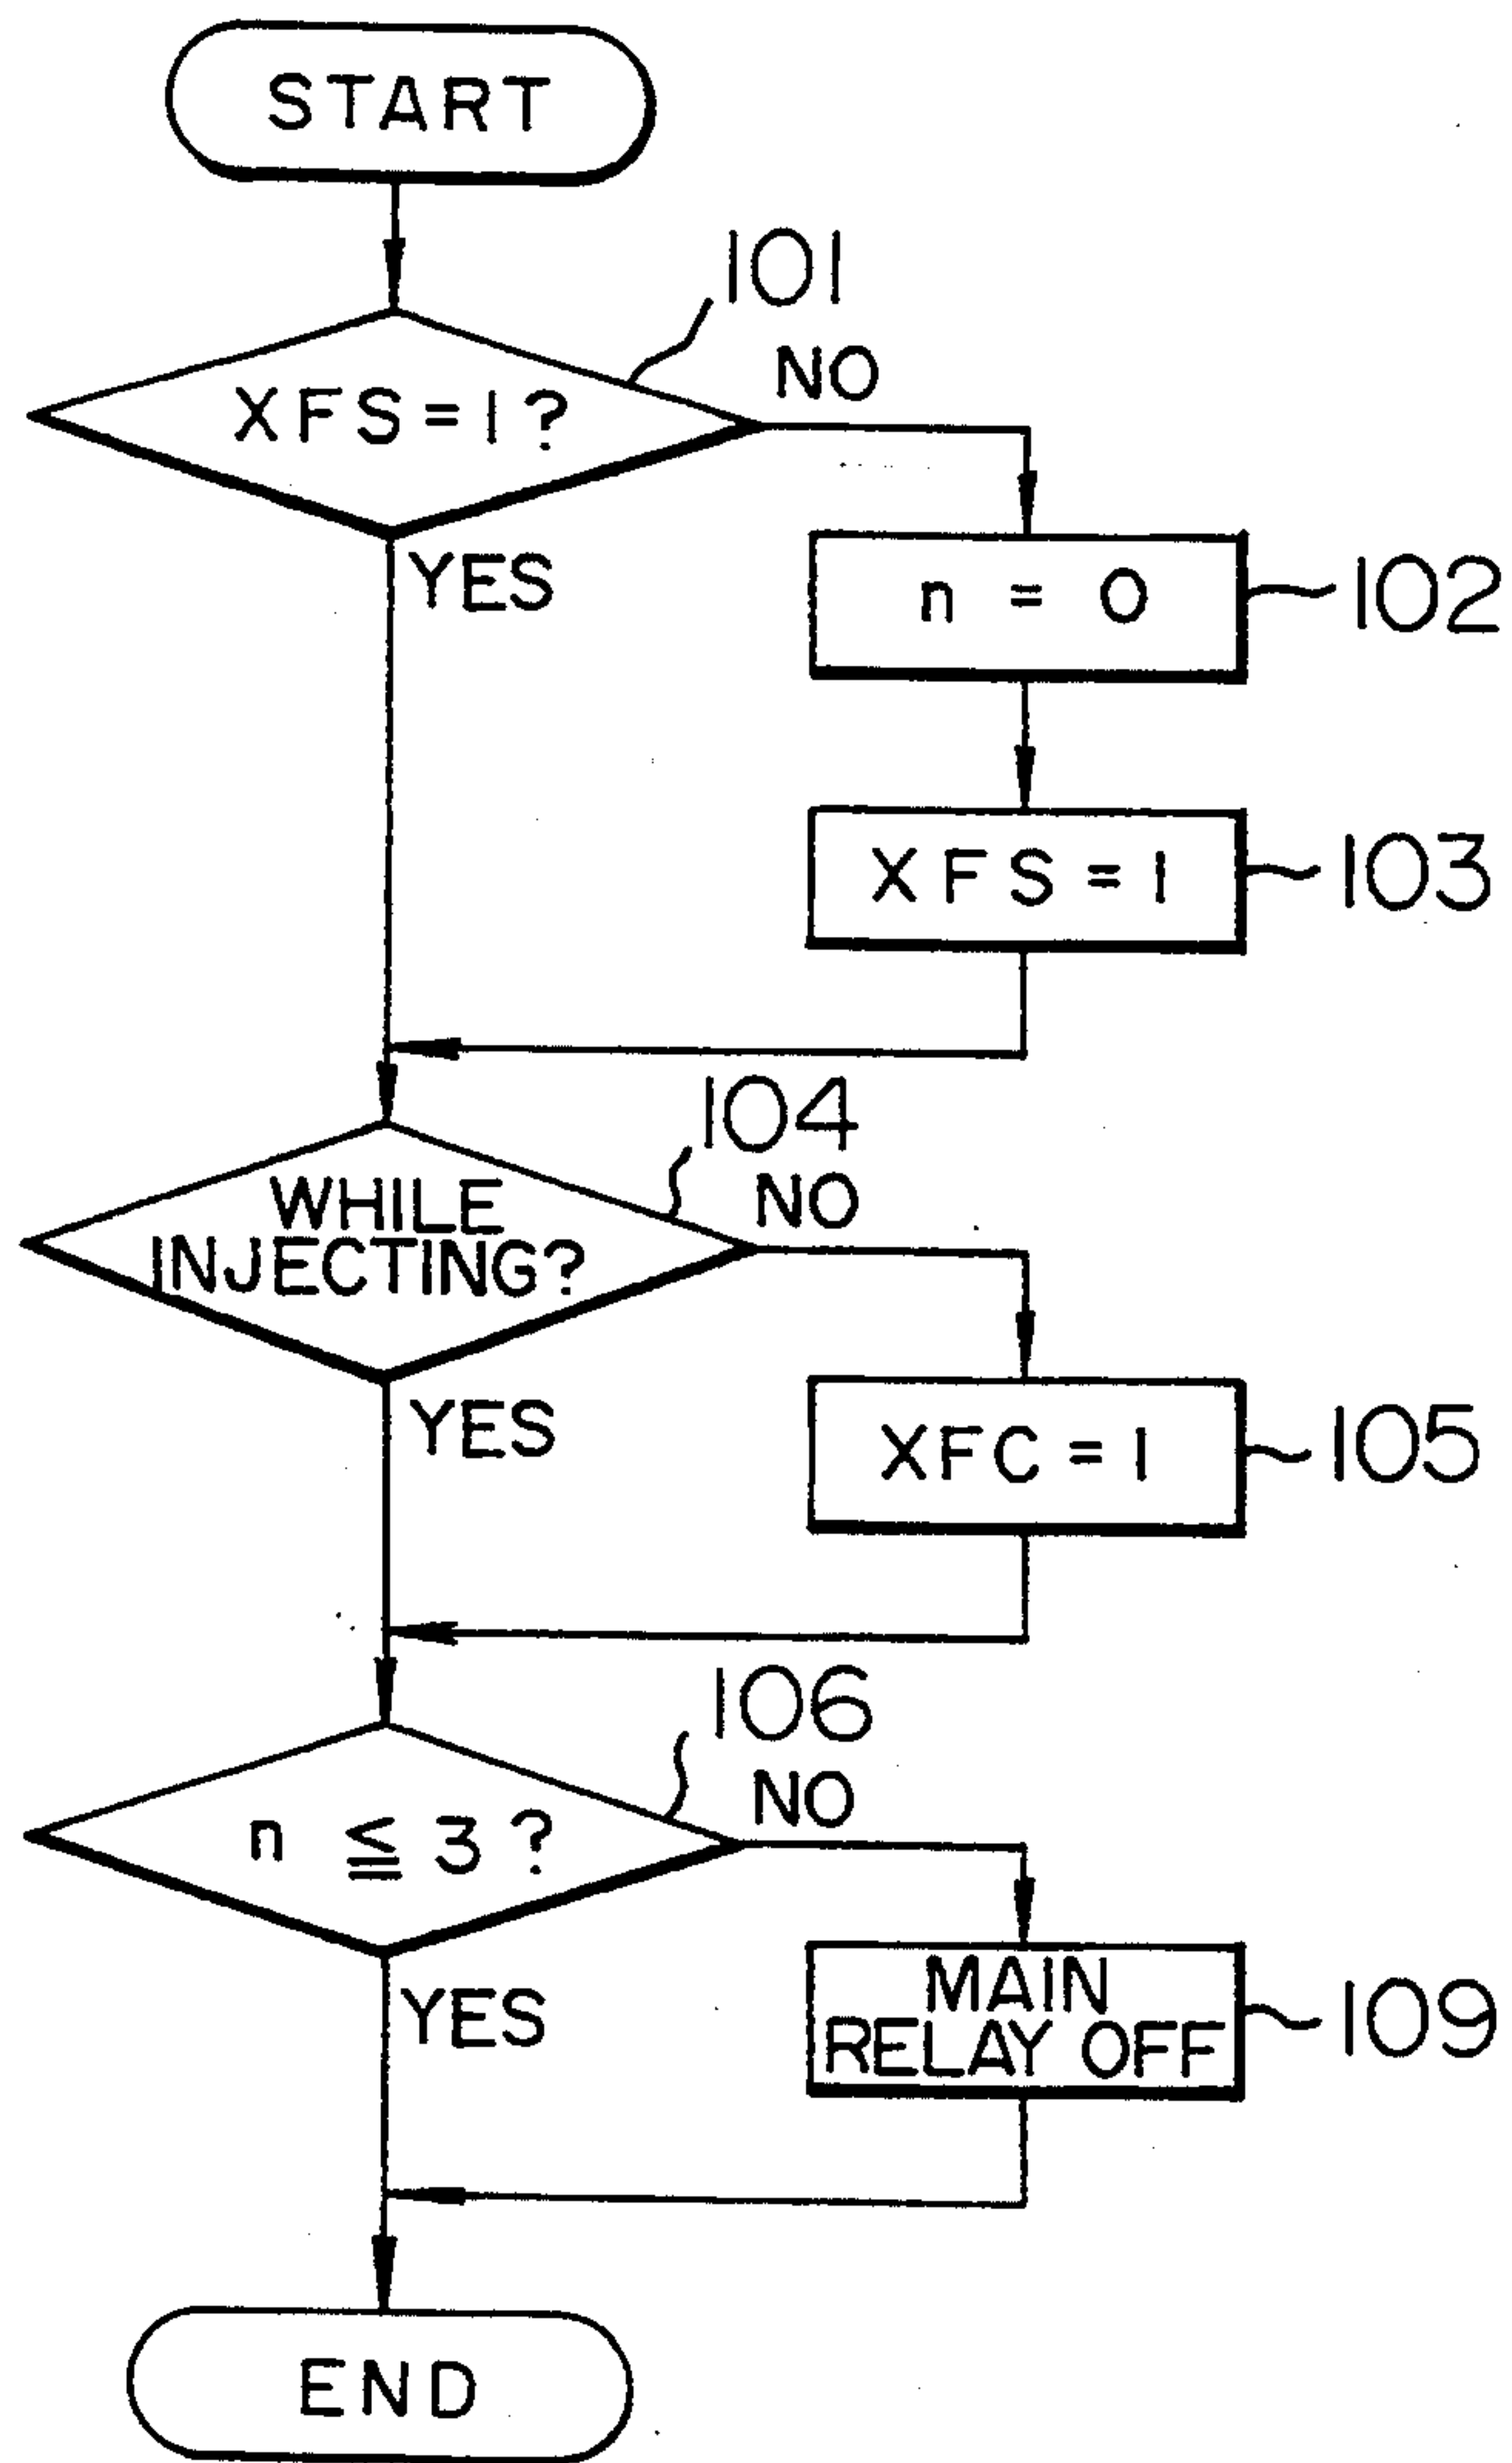 START
101
XFS=1?
NO
YES
n = 0
102
XFS=1
103
104
WHILE
INJECTING?
NO
YES
XFC=1
105
106
n ≦ 3?
NO
YES
MAIN
RELAY OFF
109
END